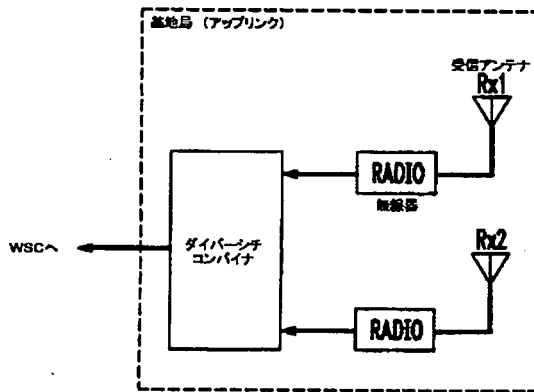 基地局 (アップリンク)
受信アンテナ
Rx1
RADIO
無線器
ダイバーシチ
コンバイナ
WSCへ
Rx2
RADIO